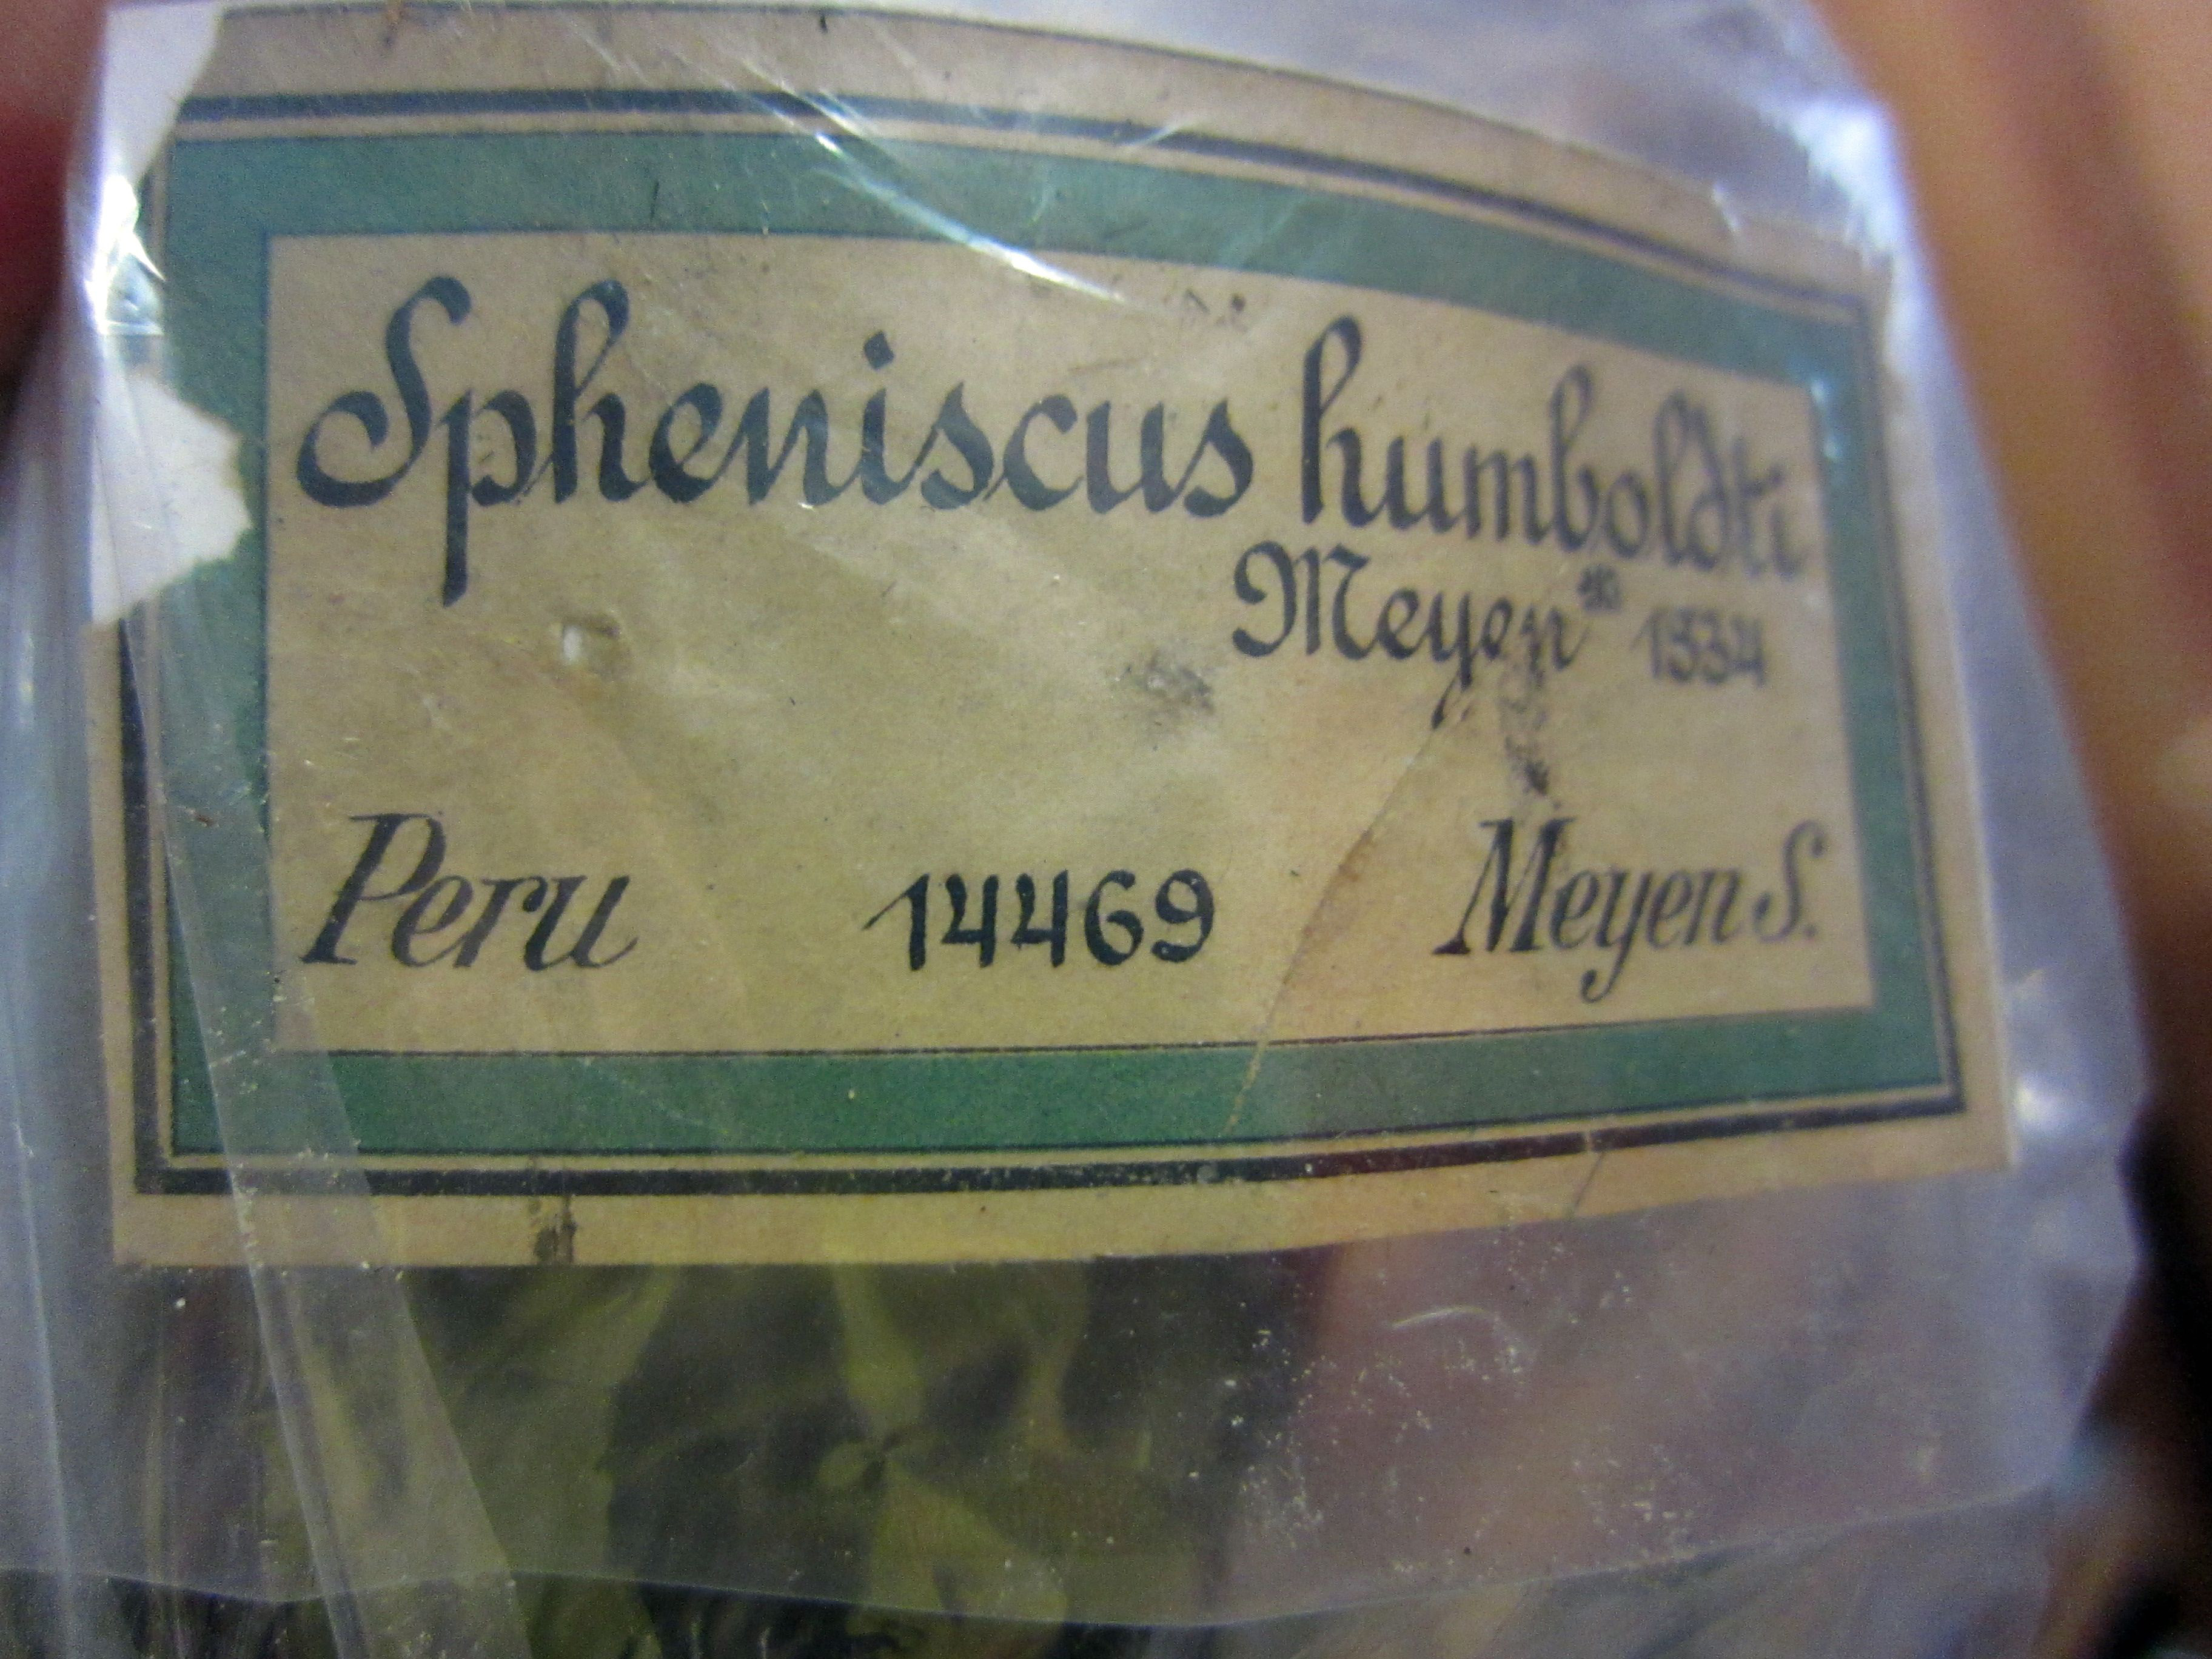 Spheniscus humboldti
Meyen * 1834
Peru 14469 Meyen S.